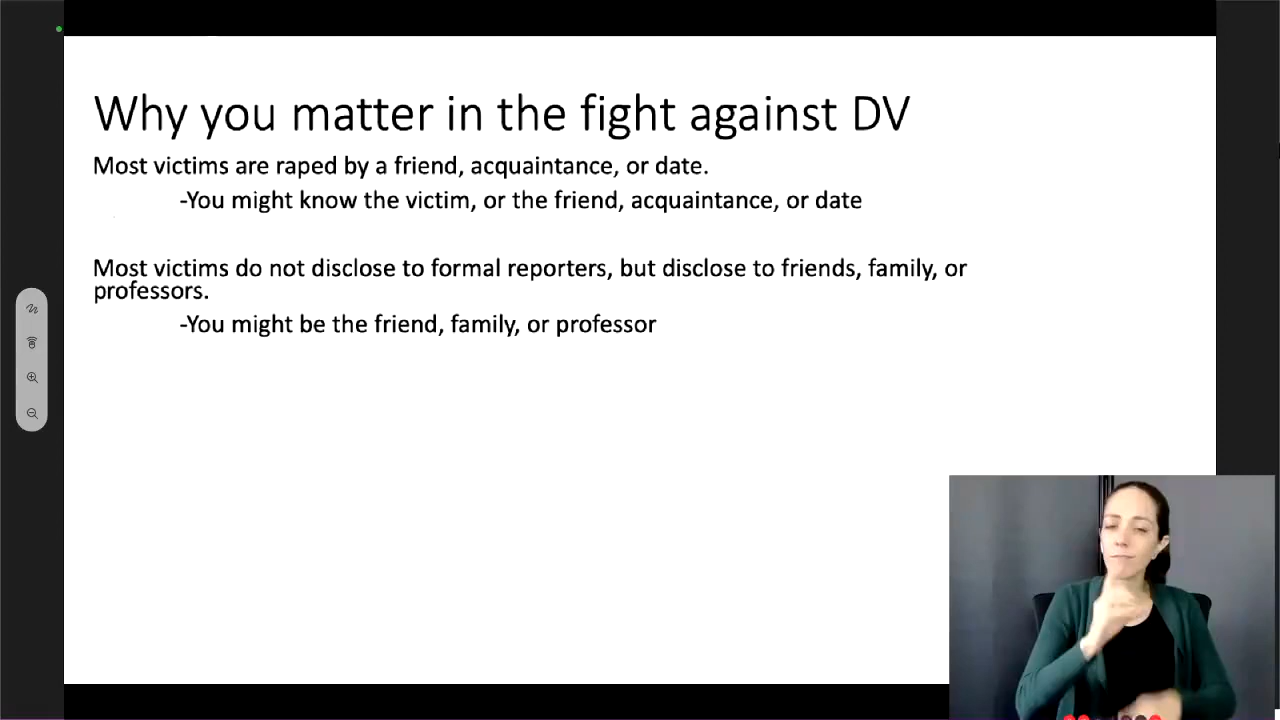 Why you matter in the fight against DV
Most victims are raped by a friend, acquaintance, or date.
-You might know the victim, or the friend, acquaintance, or date
Most victims do not disclose to formal reporters, but disclose to friends, family, or
professors.
-You might be the friend, family, or professor